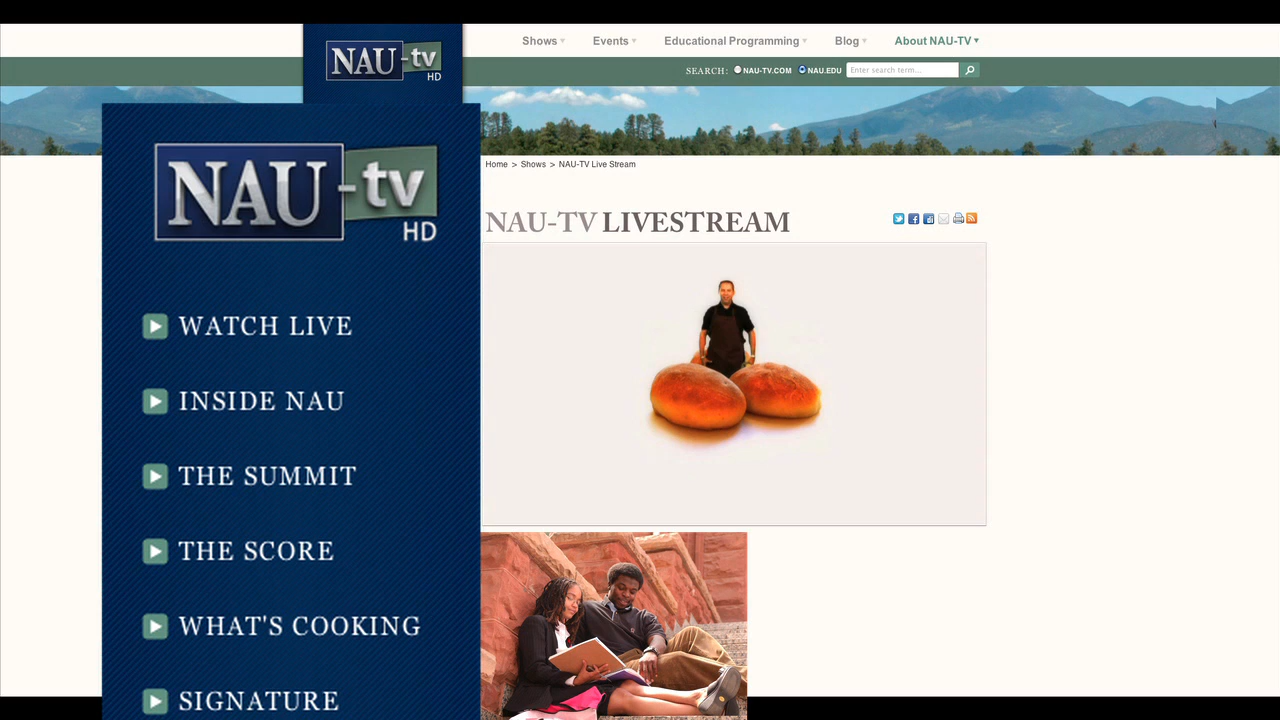 NAU-tv HD
Shows Events Educational Programming Blog About NAU-TV
SEARCH: NAU-TV.COM NAU.EDU Enter search term...
Home > Shows > NAU-TV Live Stream
NAU-TV LIVESTREAM
NAU-tv
HD
WATCH LIVE
INSIDE NAU
THE SUMMIT
THE SCORE
WHAT'S COOKING
SIGNATURE